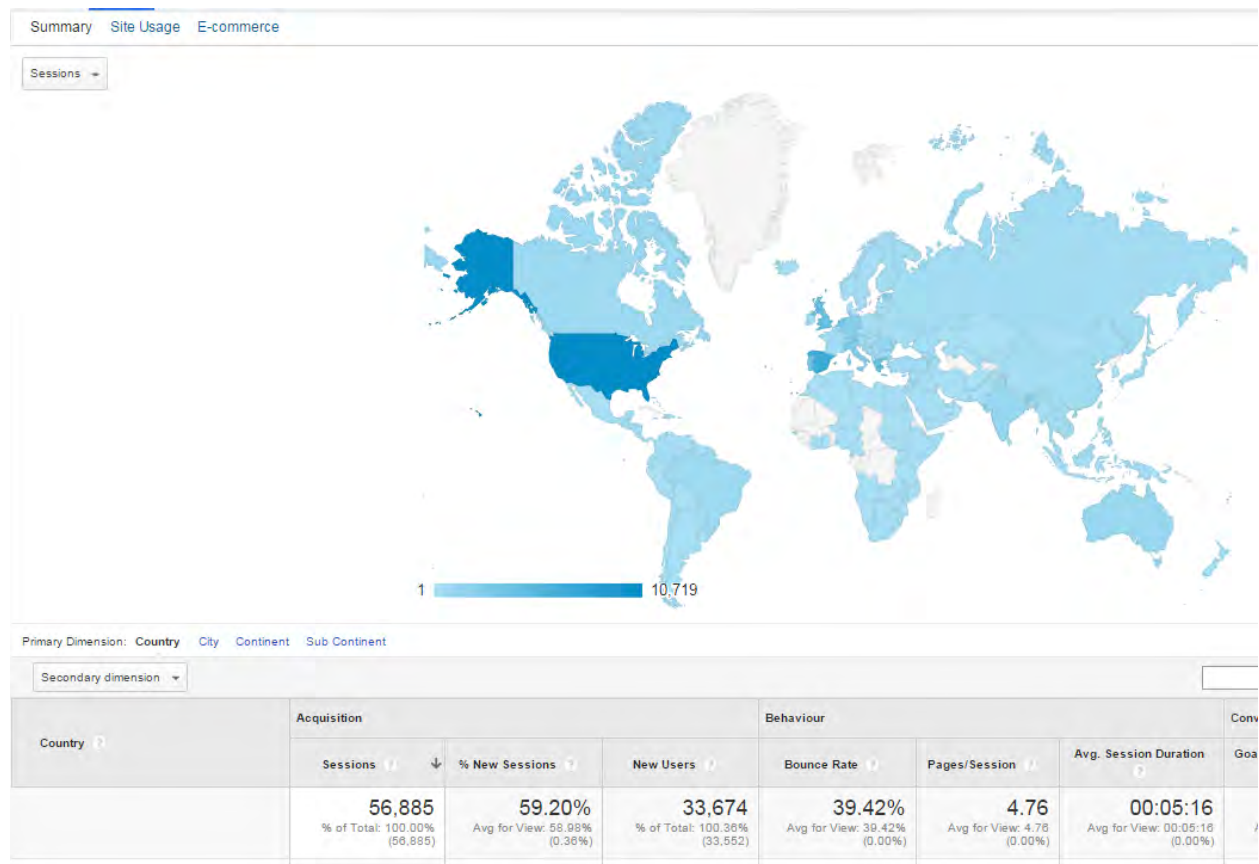 Summary Site Usage E-commerce
Sessions
1 10,719
Primary Dimension: Country City Continent Sub Continent
Secondary dimension
Country ?
Acquisition Behaviour Conv
Sessions ? % New Sessions ? New Users ? Bounce Rate ? Pages/Session ? Avg. Session Duration ? Goa
56,885 59.20% 33,674 39.42% 4.76 00:05:16
% of Total: 100.00% Avg for View: 58.98% % of Total: 100.36% Avg for View: 39.42% Avg for View: 4.76 Avg for View: 00:05:16 A
(56,885) (0.36%) (33,552) (0.00%) (0.00%) (0.00%)